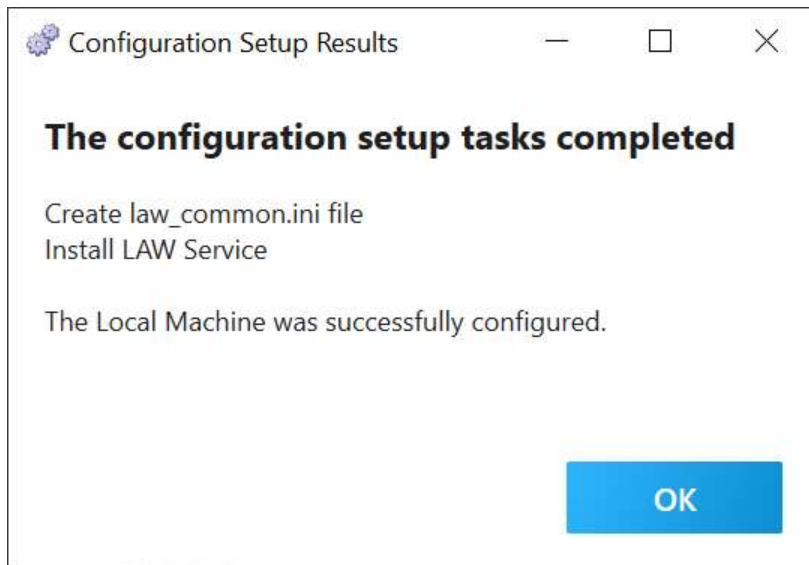 Configuration Setup Results
The configuration setup tasks completed
Create law_common.ini file
Install LAW Service
The Local Machine was successfully configured.
OK